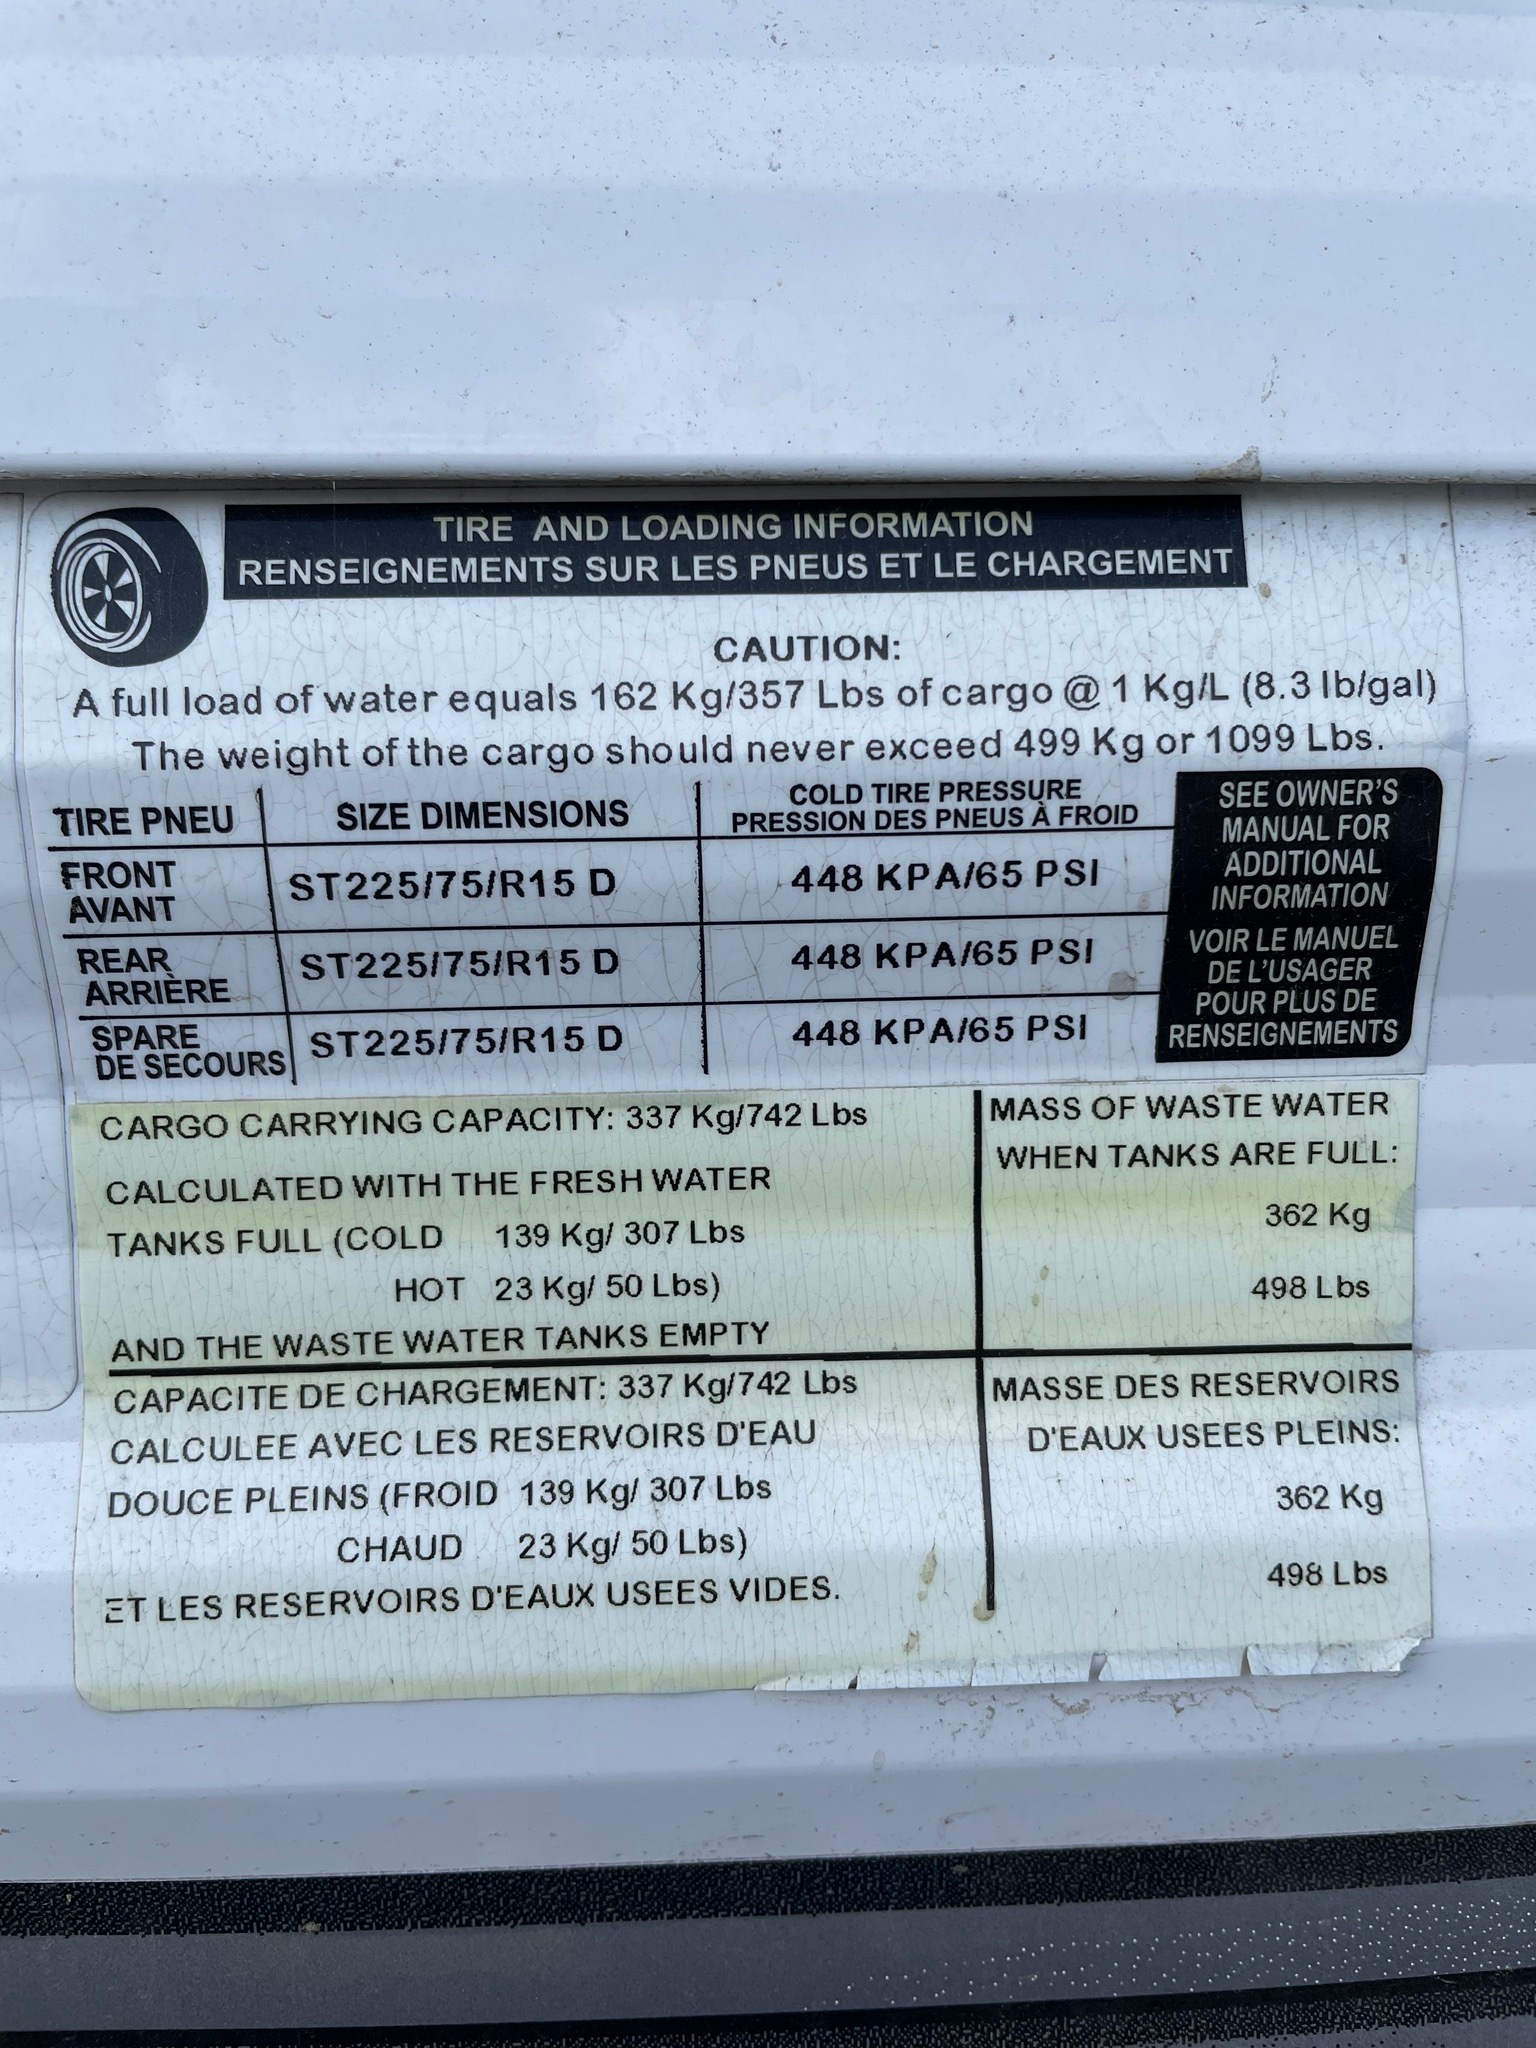 TIRE AND LOADING INFORMATION
RENSEIGNEMENTS SUR LES PNEUS ET LE CHARGEMENT
CAUTION:
A full load of water equals 162 Kg/357 Lbs of cargo @ 1 Kg/L (8.3 lb/gal)
The weight of the cargo should never exceed 499 Kg or 1099 Lbs.
TIRE PNEU
SIZE DIMENSIONS
COLD TIRE PRESSURE
PRESSION DES PNEUS À FROID
FRONT
AVANT
ST225/75/R15 D
448 KPA/65 PSI
REAR
ARRIÈRE
ST225/75/R15 D
448 KPA/65 PSI
SPARE
DE SECOURS
ST225/75/R15 D
448 KPA/65 PSI
SEE OWNER'S
MANUAL FOR
ADDITIONAL
INFORMATION
VOIR LE MANUEL
DE L'USAGER
POUR PLUS DE
RENSEIGNEMENTS
CARGO CARRYING CAPACITY: 337 Kg/742 Lbs
CALCULATED WITH THE FRESH WATER
TANKS FULL (COLD 139 Kg/ 307 Lbs
HOT 23 Kg/ 50 Lbs)
AND THE WASTE WATER TANKS EMPTY
MASS OF WASTE WATER
WHEN TANKS ARE FULL:
362 Kg
498 Lbs
CAPACITE DE CHARGEMENT: 337 Kg/742 Lbs
CALCULEE AVEC LES RESERVOIRS D'EAU
DOUCE PLEINS (FROID 139 Kg/ 307 Lbs
CHAUD 23 Kg/ 50 Lbs)
ET LES RESERVOIRS D'EAUX USEES VIDES.
MASSE DES RESERVOIRS
D'EAUX USEES PLEINS:
362 Kg
498 Lbs